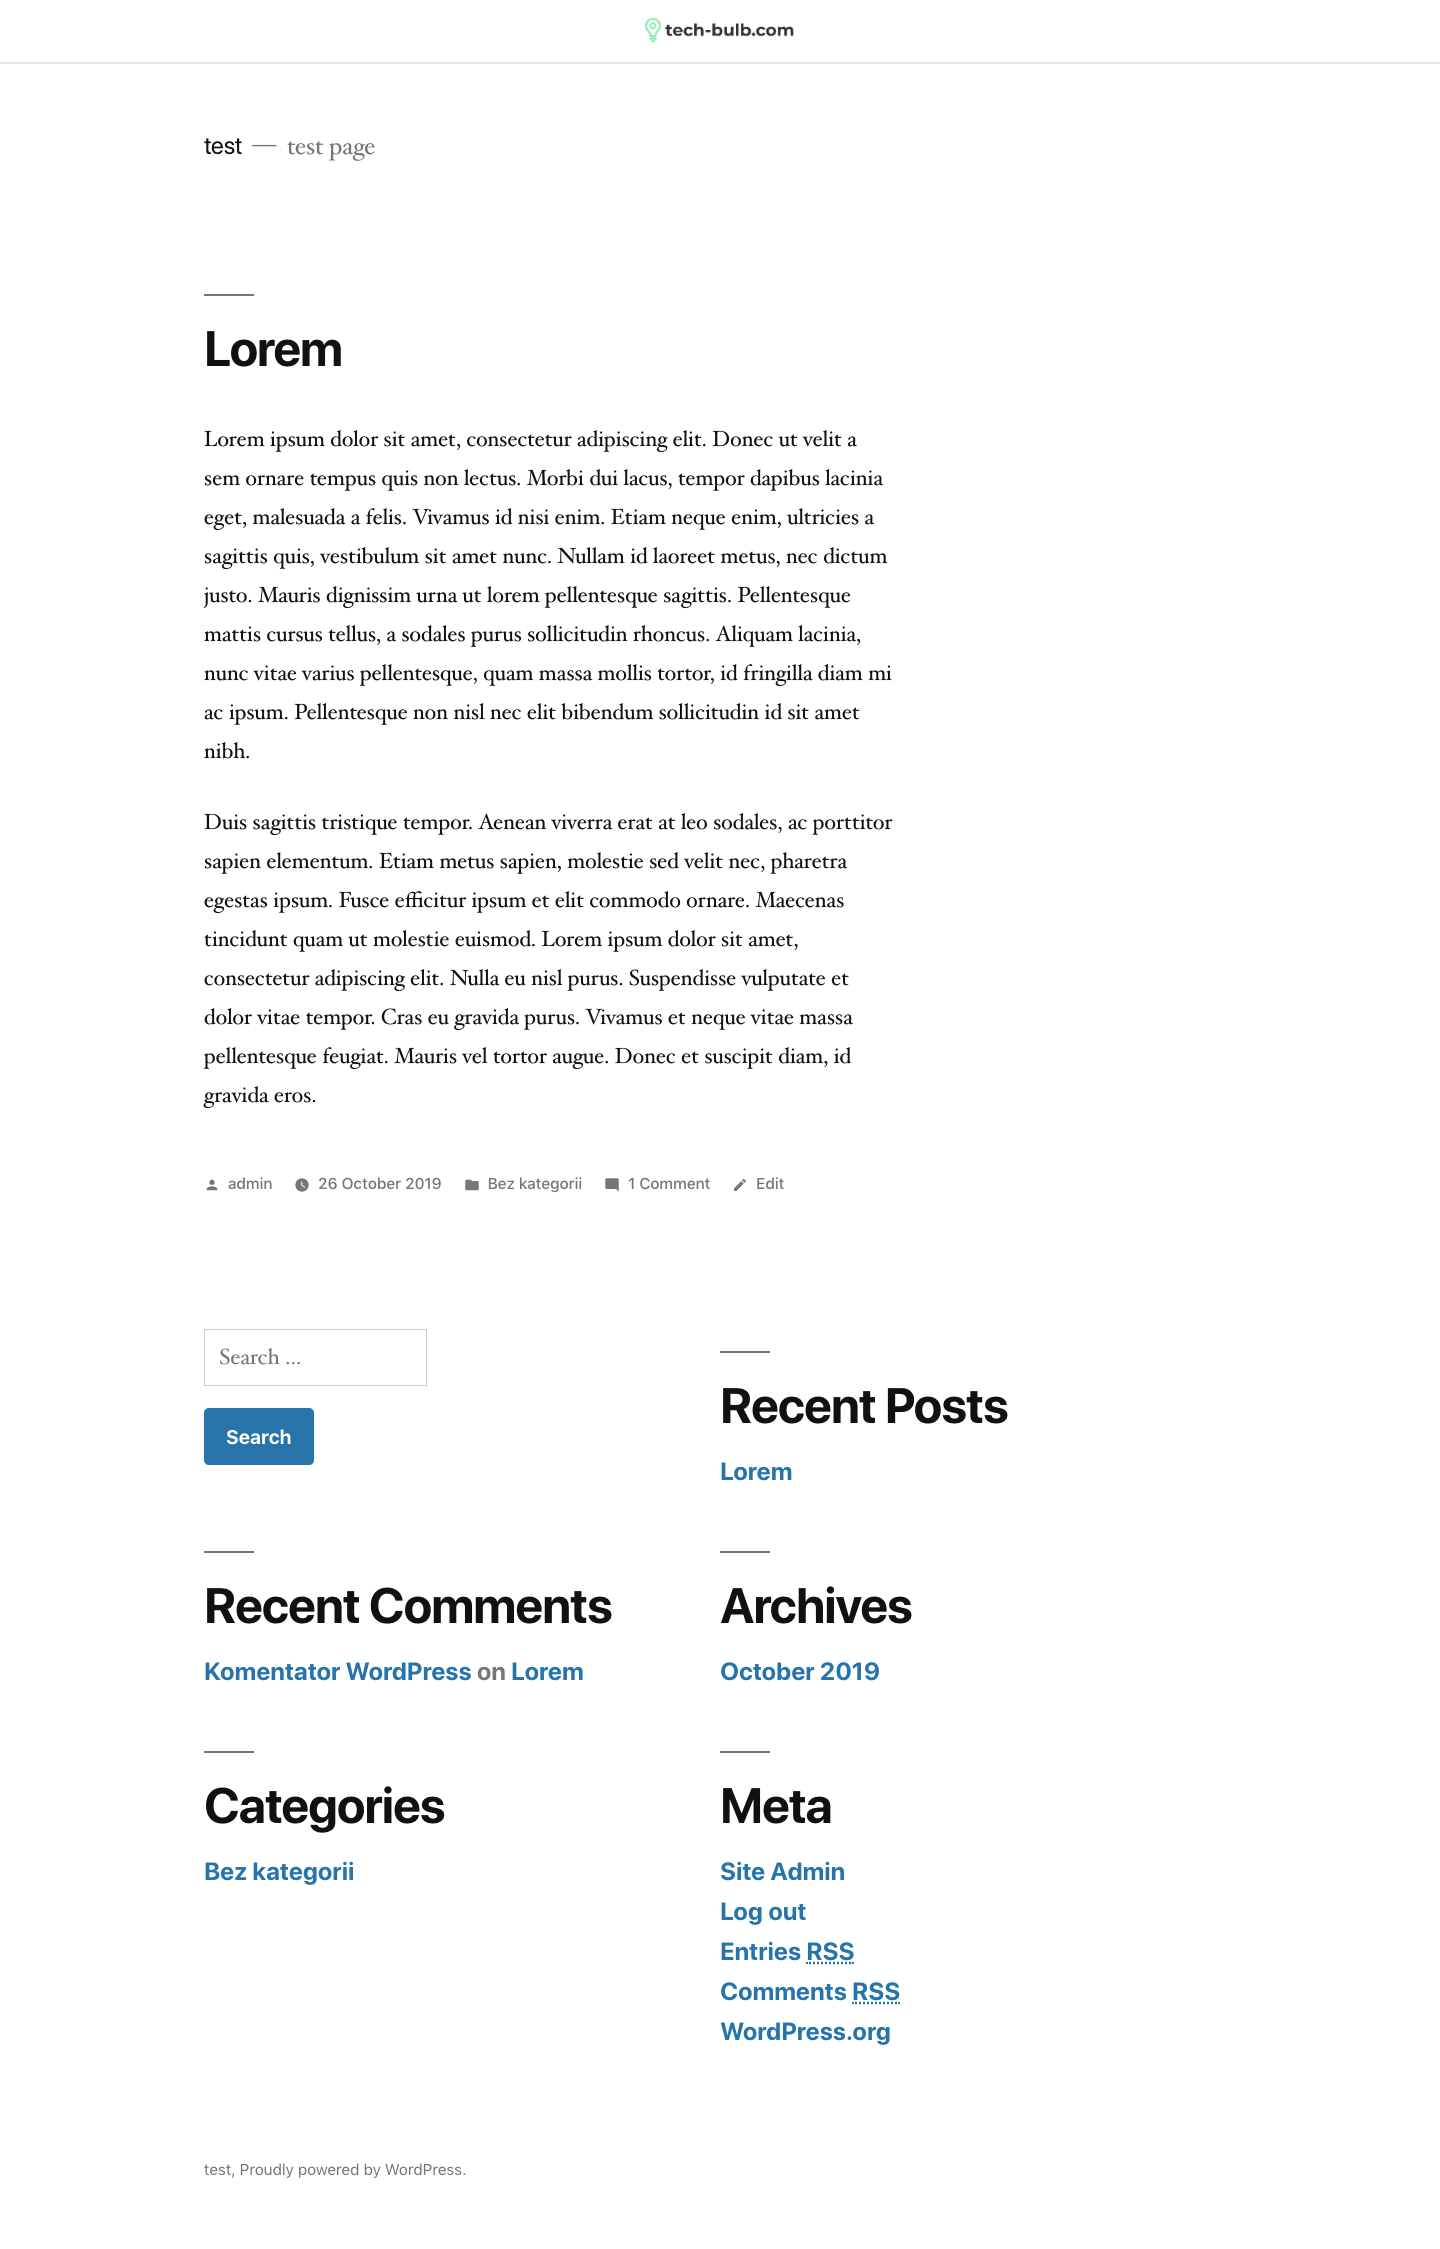 tech-bulb.com
test — test page
Lorem
Lorem ipsum dolor sit amet, consectetur adipiscing elit. Donec ut velit a
sem ornare tempus quis non lectus. Morbi dui lacus, tempor dapibus lacinia
eget, malesuada a felis. Vivamus id nisi enim. Etiam neque enim, ultricies a
sagittis quis, vestibulum sit amet nunc. Nullam id laoreet metus, nec dictum
justo. Mauris dignissim urna ut lorem pellentesque sagittis. Pellentesque
mattis cursus tellus, a sodales purus sollicitudin rhoncus. Aliquam lacinia,
nunc vitae varius pellentesque, quam massa mollis tortor, id fringilla diam mi
ac ipsum. Pellentesque non nisl nec elit bibendum sollicitudin id sit amet
nibh.
Duis sagittis tristique tempor. Aenean viverra erat at leo sodales, ac porttitor
sapien elementum. Etiam metus sapien, molestie sed velit nec, pharetra
egestas ipsum. Fusce efficitur ipsum et elit commodo ornare. Maecenas
tincidunt quam ut molestie euismod. Lorem ipsum dolor sit amet,
consectetur adipiscing elit. Nulla eu nisl purus. Suspendisse vulputate et
dolor vitae tempor. Cras eu gravida purus. Vivamus et neque vitae massa
pellentesque feugiat. Mauris vel tortor augue. Donec et suscipit diam, id
gravida eros.
admin 26 October 2019 Bez kategorii 1 Comment Edit
Search ...
Search
Recent Posts
Lorem
Recent Comments
Komentator WordPress on Lorem
Archives
October 2019
Categories
Bez kategorii
Meta
Site Admin
Log out
Entries RSS
Comments RSS
WordPress.org
test, Proudly powered by WordPress.